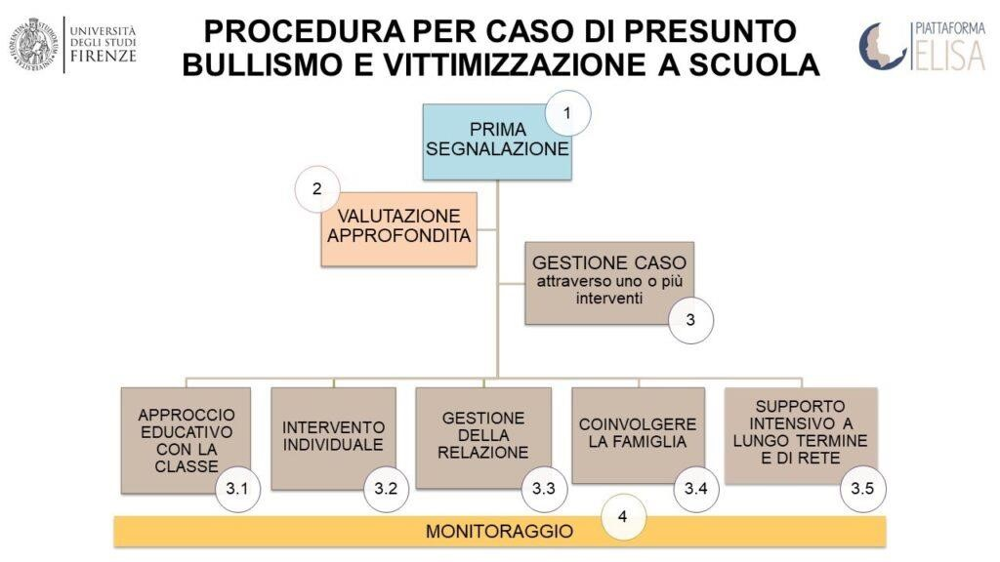 UNIVERSITÀ
DEGLI STUDI
FIRENZE
PROCEDURA PER CASO DI PRESUNTO
BULLISMO E VITTIMIZZAZIONE A SCUOLA
PIATTAFORMA
ELISA
1
PRIMA
SEGNALAZIONE
2
VALUTAZIONE
APPROFONDITA
GESTIONE CASO
attraverso uno o più
interventi
3
APPROCCIO
EDUCATIVO
CON LA
CLASSE
3.1
INTERVENTO
INDIVIDUALE
3.2
GESTIONE
DELLA
RELAZIONE
3.3
COINVOLGERE
LA FAMIGLIA
3.4
SUPPORTO
INTENSIVO A
LUNGO TERMINE
E DI RETE
3.5
4
MONITORAGGIO